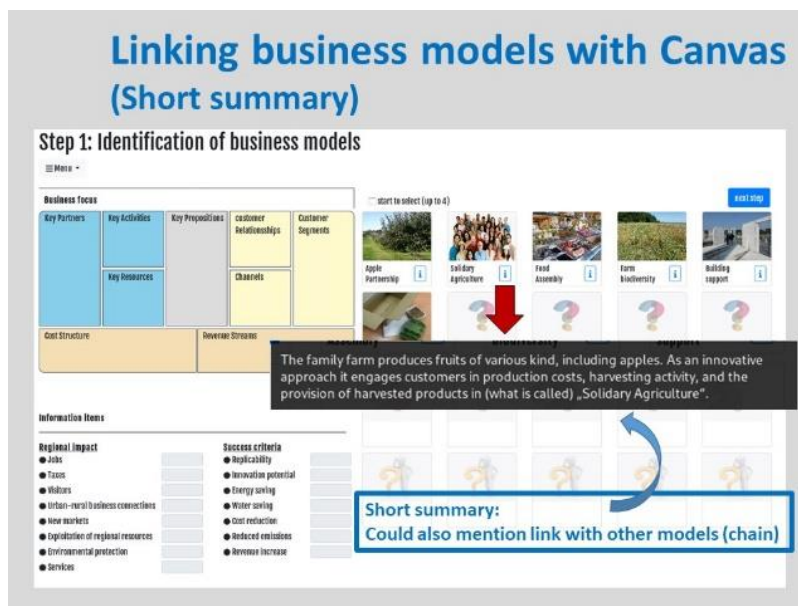 Linking business models with Canvas
(Short summary)
Step 1: Identification of business models
☰ Menu
Business focus
Key Partners
Key Activities
Key Propositions
Customer
Relationsships
Customer
Segments
Key Resources
Channels
Cost Structure
Revenue Streams
start to select (up to 4)
next step
Apple
Partnership
i
Solidary
Agriculture
i
Food
Assembly
i
Farm
biodiversity
i
Building
support
i
The family farm produces fruits of various kind, including apples. As an innovative
approach it engages customers in production costs, harvesting activity, and the
provision of harvested products in (what is called) „Solidary Agriculture".
Information items
Regional impact
Jobs
Taxes
Visitors
Urban-rural business connections
New markets
Exploitation of regional resources
Environmental protection
Services
Success criteria
Replicability
Innovation potential
Energy saving
Water saving
Cost reduction
Reduced emissions
Revenue increase
Short summary:
Could also mention link with other models (chain)